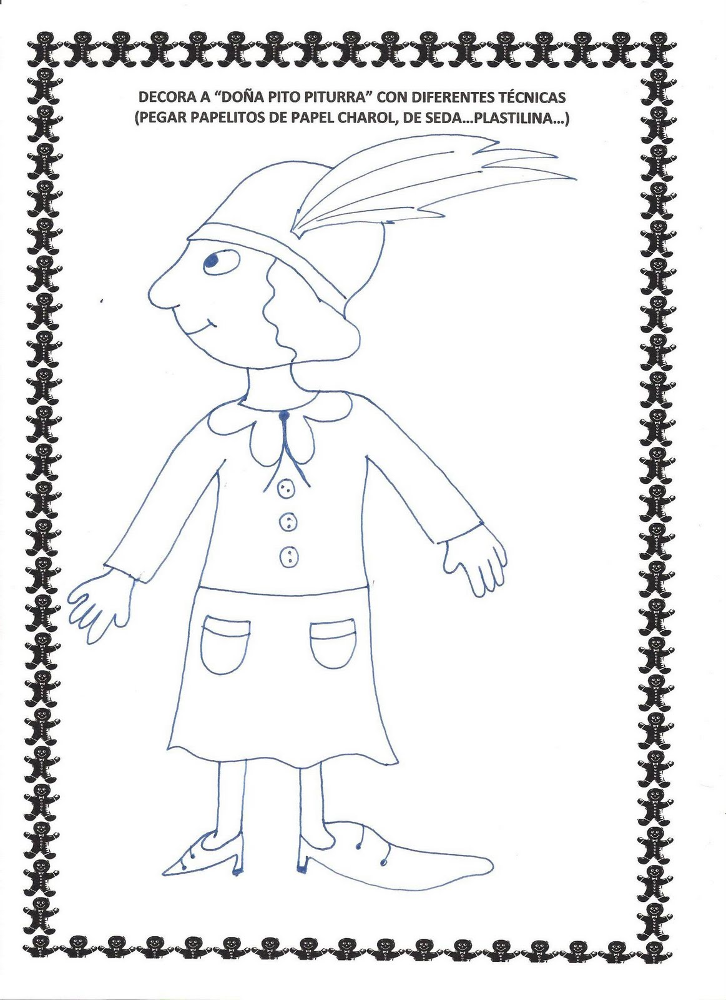 DECORA A “DOÑA PITO PITURRA” CON DIFERENTES TÉCNICAS
(PEGAR PAPELITOS DE PAPEL CHAROL, DE SEDA...PLASTILINA...)